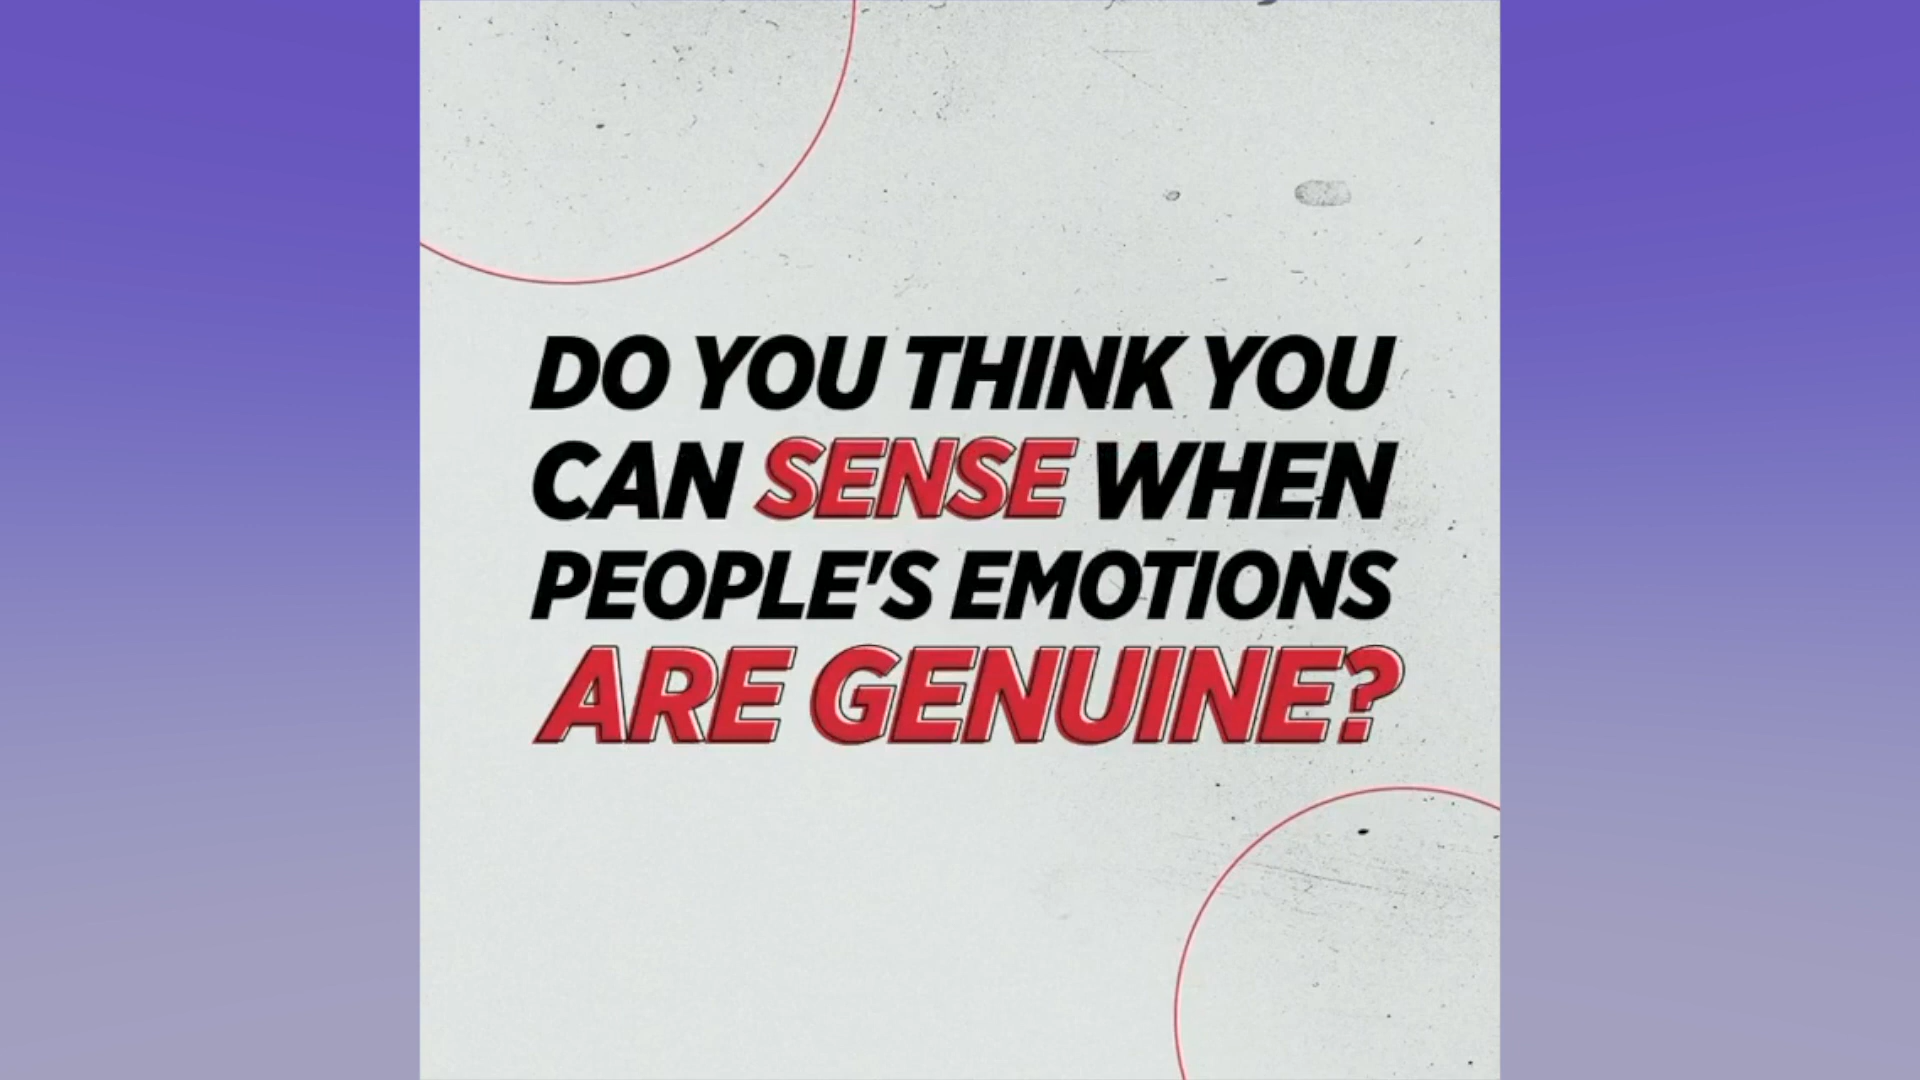 DO YOU THINK YOU
CAN SENSE WHEN
PEOPLE'S EMOTIONS
ARE GENUINE?